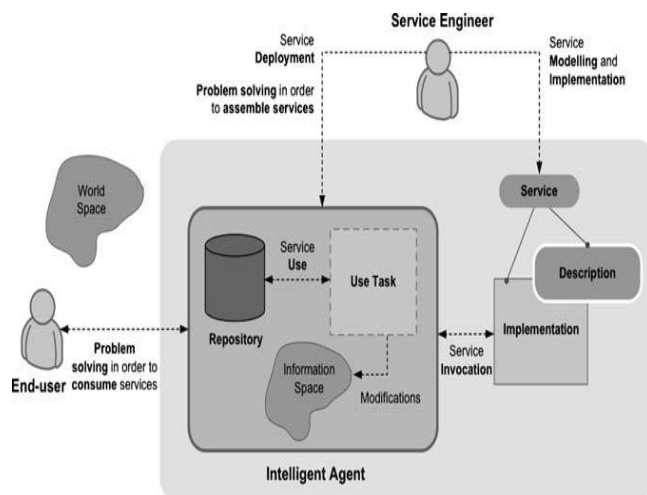 Service Engineer
Service
Deployment
Problem solving in order
to assemble services
Service
Modelling and
Implementation
World
Space
Service
Description
Implementation
Service
Use
Use Task
Repository
Information
Space
Modifications
Service
Invocation
Problem
solving in order to
consume services
End-user
Intelligent Agent